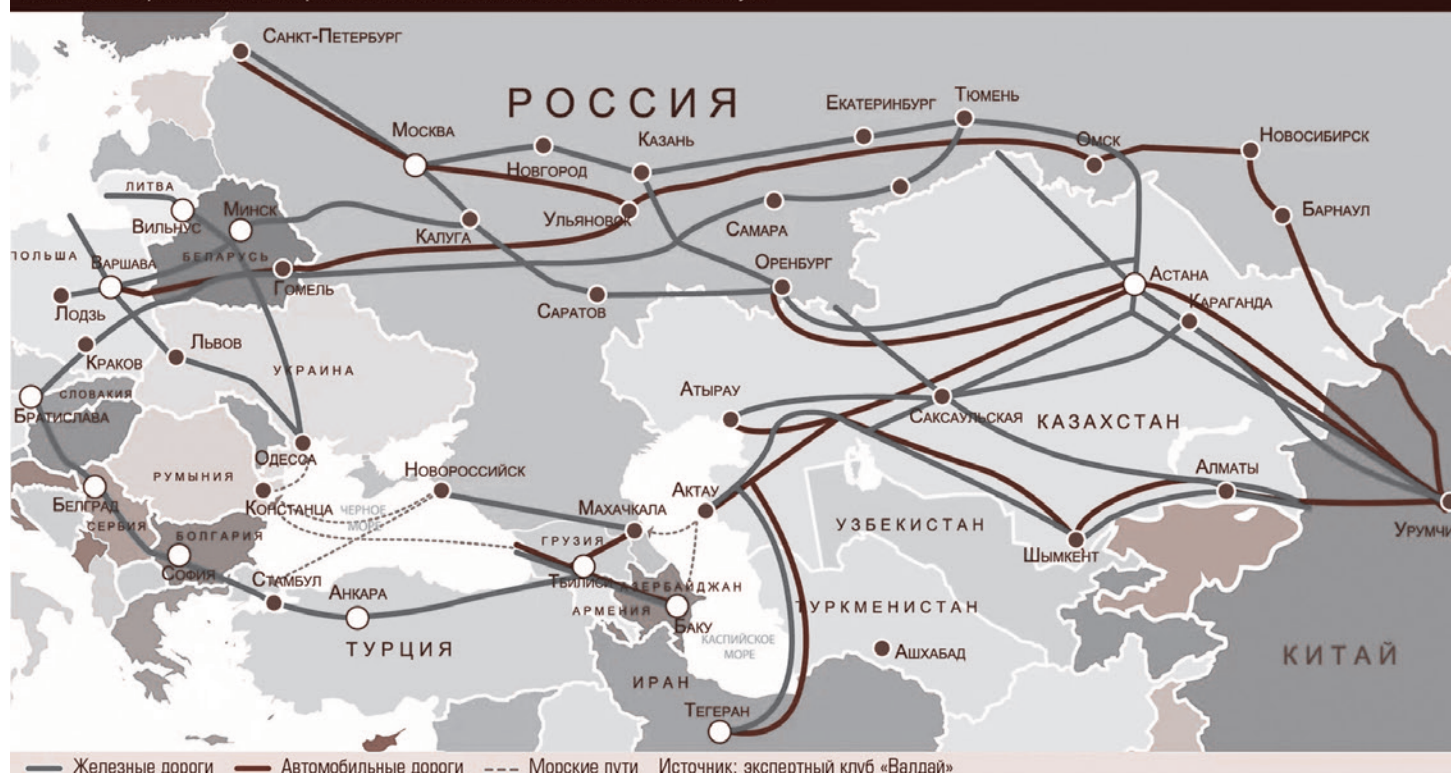 Санкт-Петербург
РОССИЯ
Екатеринбург
Тюмень
Москва
Казань
Новгород
Омск
Новосибирск
Литва
Вильнус
Минск
Ульяновск
Самара
Барнаул
Калуга
Польша
Варшава
Беларусь
Гомель
Оренбург
Астана
Караганда
Лодзь
Саратов
Краков
Львов
Украина
Словакия
Братислава
Атырау
Саксаульская
КАЗАХСТАН
Одесса
Румыния
Новороссийск
Алматы
Белград
Констанца
Черное
море
Махачкала
Актау
УЗБЕКИСТАН
Урумчи
Сербия
Болгария
Грузия
Шымкент
София
Стамбул
Анкара
Тбилиси
Азербайджан
Армения
Баку
ТУРКМЕНИСТАН
ТУРЦИЯ
Каспийское
море
Ашхабад
КИТАЙ
ИРАН
Тегеран
Железные дороги Автомобильные дороги Морские пути Источник: экспертный клуб «Валдай»